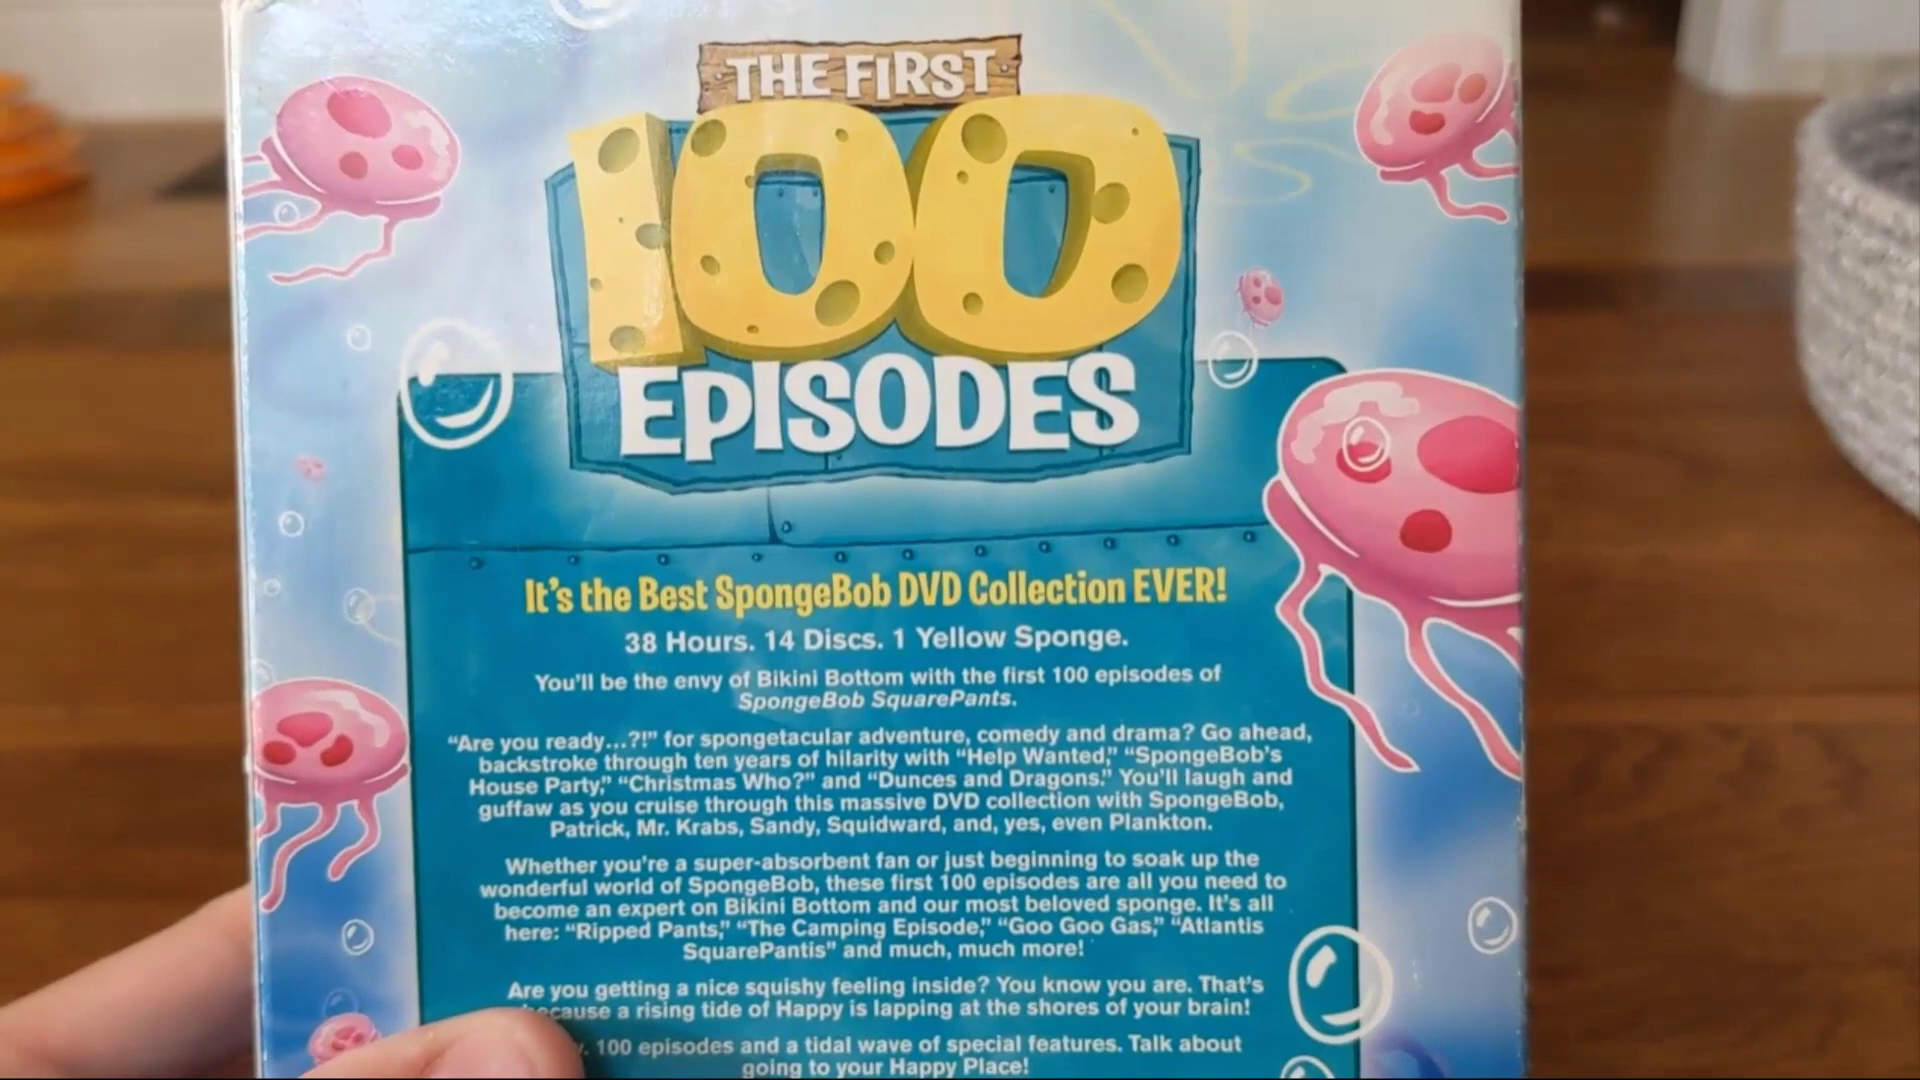 THE FIRST
100
EPISODES
It's the Best SpongeBob DVD Collection EVER!
38 Hours. 14 Discs. 1 Yellow Sponge.
You'll be the envy of Bikini Bottom with the first 100 episodes of
SpongeBob SquarePants.
“Are you ready...?!” for spongetacular adventure, comedy and drama? Go ahead,
backstroke through ten years of hilarity with “Help Wanted,” “SpongeBob's
House Party,” “Christmas Who?” and “Dunces and Dragons.” You'll laugh and
guffaw as you cruise through this massive DVD collection with SpongeBob,
Patrick, Mr. Krabs, Sandy, Squidward, and, yes, even Plankton.
Whether you're a super-absorbent fan or just beginning to soak up the
wonderful world of SpongeBob, these first 100 episodes are all you need to
become an expert on Bikini Bottom and our most beloved sponge. It's all
here: “Ripped Pants,” “The Camping Episode,” “Goo Goo Gas,” “Atlantis
SquarePantis” and much, much more!
Are you getting a nice squishy feeling inside? You know you are. That's
a rising tide of Happy is lapping at the shores of your brain!
100 episodes and a tidal wave of special features. Talk about
going to your Happy Place!